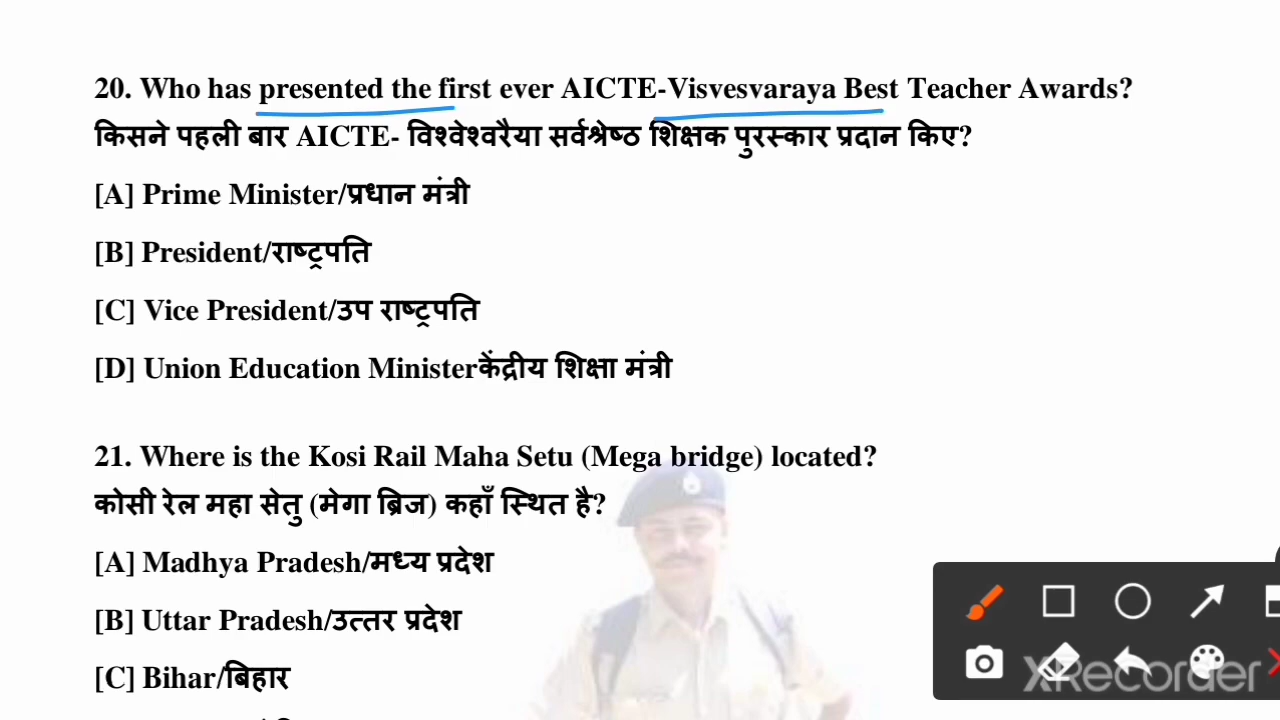 20. Who has presented the first ever AICTE-Visvesvaraya Best Teacher Awards?
किसने पहली बार AICTE- विश्वेश्वरैया सर्वश्रेष्ठ शिक्षक पुरस्कार प्रदान किए?
[A] Prime Minister/प्रधान मंत्री
[B] President/राष्ट्रपति
[C] Vice President/उप राष्ट्रपति
[D] Union Education Ministerकेंद्रीय शिक्षा मंत्री
21. Where is the Kosi Rail Maha Setu (Mega bridge) located?
कोसी रेल महा सेतु (मेगा ब्रिज) कहाँ स्थित है?
[A] Madhya Pradesh/मध्य प्रदेश
[B] Uttar Pradesh/उत्तर प्रदेश
[C] Bihar/बिहार
XRecorder